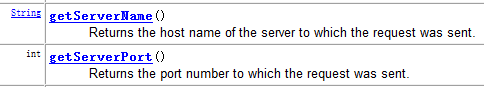 String getServerName()
Returns the host name of the server to which the request was sent.
int getServerPort()
Returns the port number to which the request was sent.